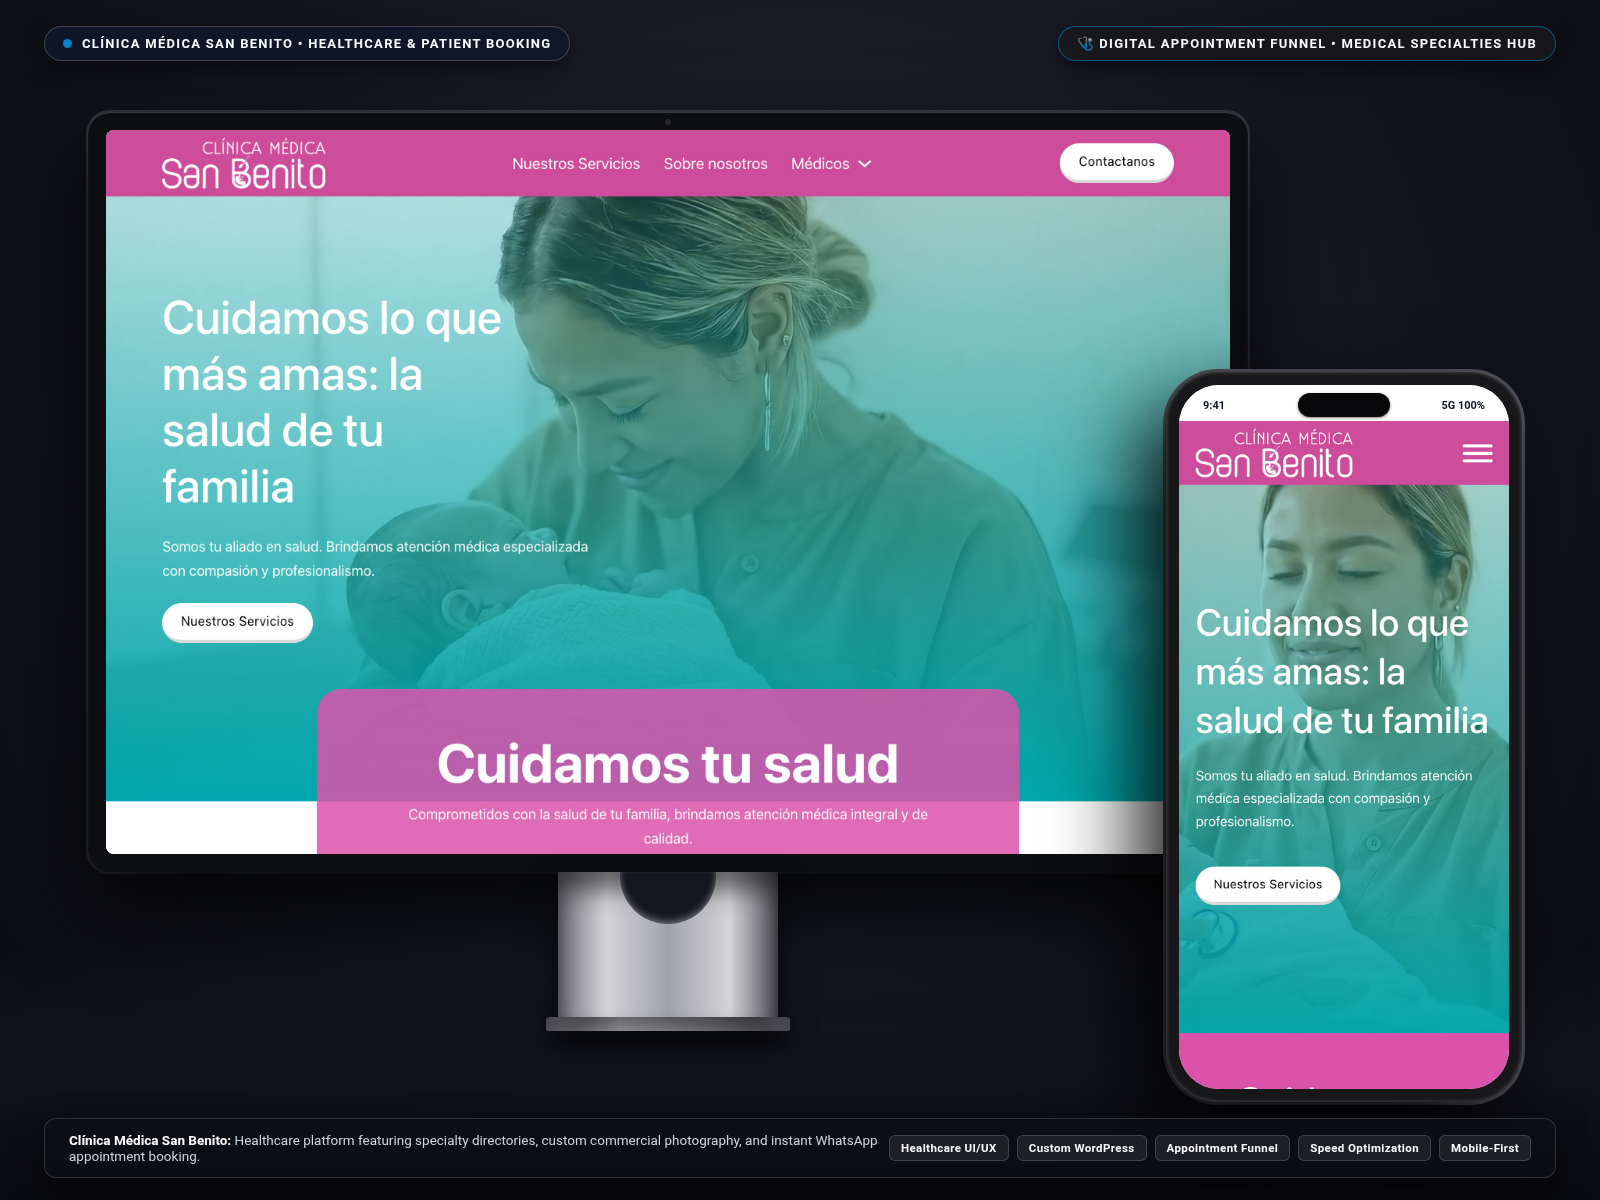 CLÍNICA MÉDICA SAN BENITO • HEALTHCARE & PATIENT BOOKING
DIGITAL APPOINTMENT FUNNEL • MEDICAL SPECIALTIES HUB
CLÍNICA MÉDICA
San Benito
Nuestros Servicios
Sobre nosotros
Médicos
Contactanos
Cuidamos lo que
más amas: la
salud de tu
familia
Somos tu aliado en salud. Brindamos atención médica especializada
con compasión y profesionalismo.
Nuestros Servicios
Cuidamos tu salud
Comprometidos con la salud de tu familia, brindamos atención médica integral y de
calidad.
9:41
5G 100%
CLÍNICA MÉDICA
San Benito
Cuidamos lo que
más amas: la
salud de tu familia
Somos tu aliado en salud. Brindamos atención
médica especializada con compasión y
profesionalismo.
Nuestros Servicios
Clínica Médica San Benito: Healthcare platform featuring specialty directories, custom commercial photography, and instant WhatsApp
appointment booking.
Healthcare UI/UX
Custom WordPress
Appointment Funnel
Speed Optimization
Mobile-First